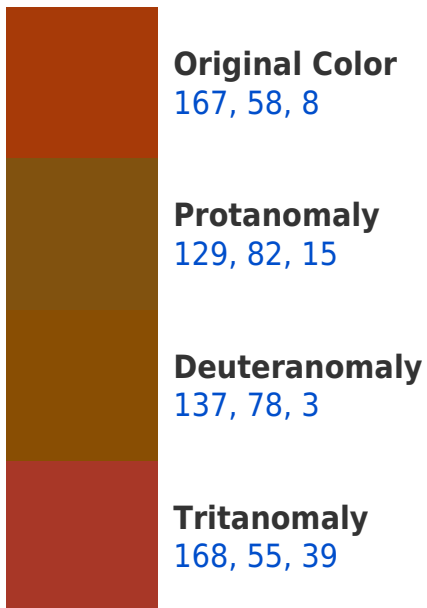 Original Color
167, 58, 8
Protanomaly
129, 82, 15
Deuteranomaly
137, 78, 3
Tritanomaly
168, 55, 39